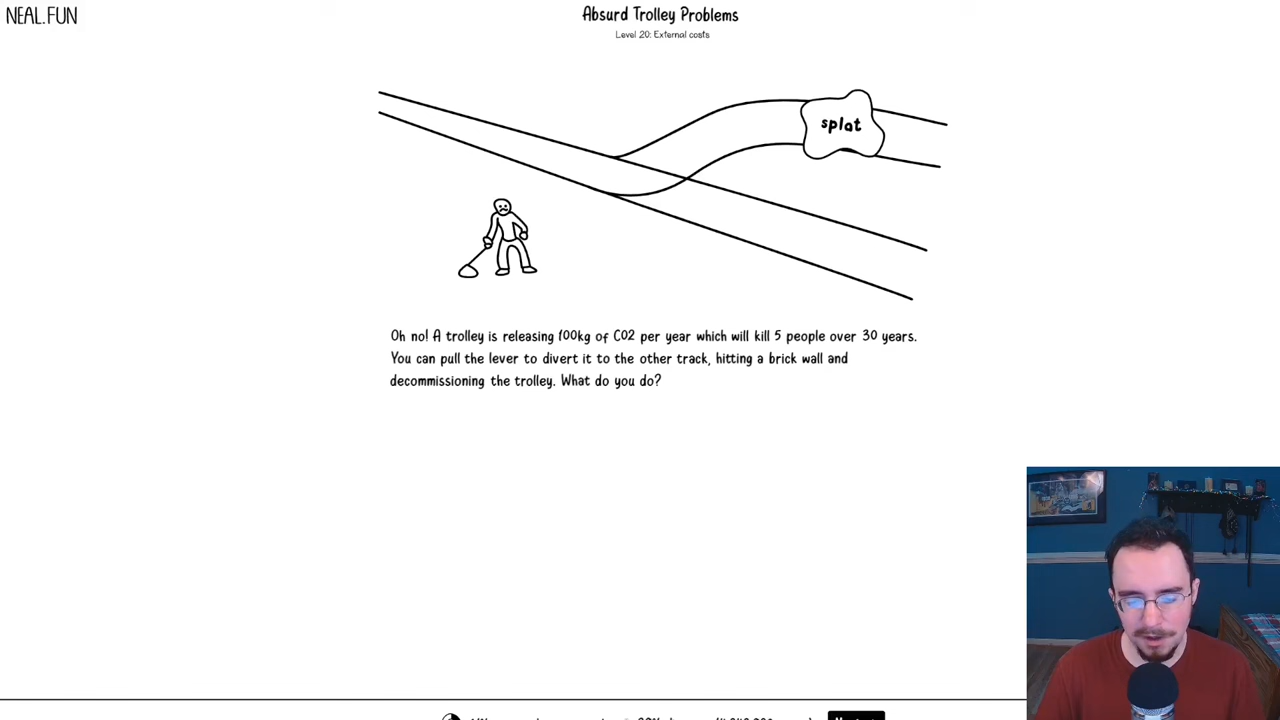 NEAL.FUN
Absurd Trolley Problems
Level 20: External costs
splat
Oh no! A trolley is releasing 100kg of CO2 per year which will kill 5 people over 30 years.
You can pull the lever to divert it to the other track, hitting a brick wall and
decommissioning the trolley. What do you do?